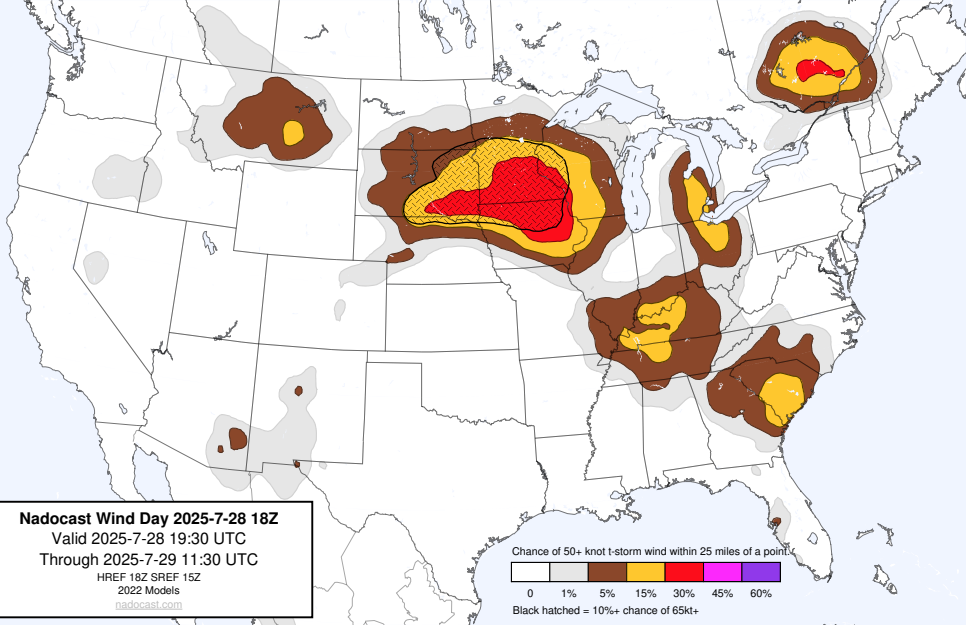 Nadocast Wind Day 2025-7-28 18Z
Valid 2025-7-28 19:30 UTC
Through 2025-7-29 11:30 UTC
HREF 18Z SREF 15Z
2022 Models
nadocast.com
Chance of 50+ knot t-storm wind within 25 miles of a point.
0 1% 5% 15% 30% 45% 60%
Black hatched = 10%+ chance of 65kt+